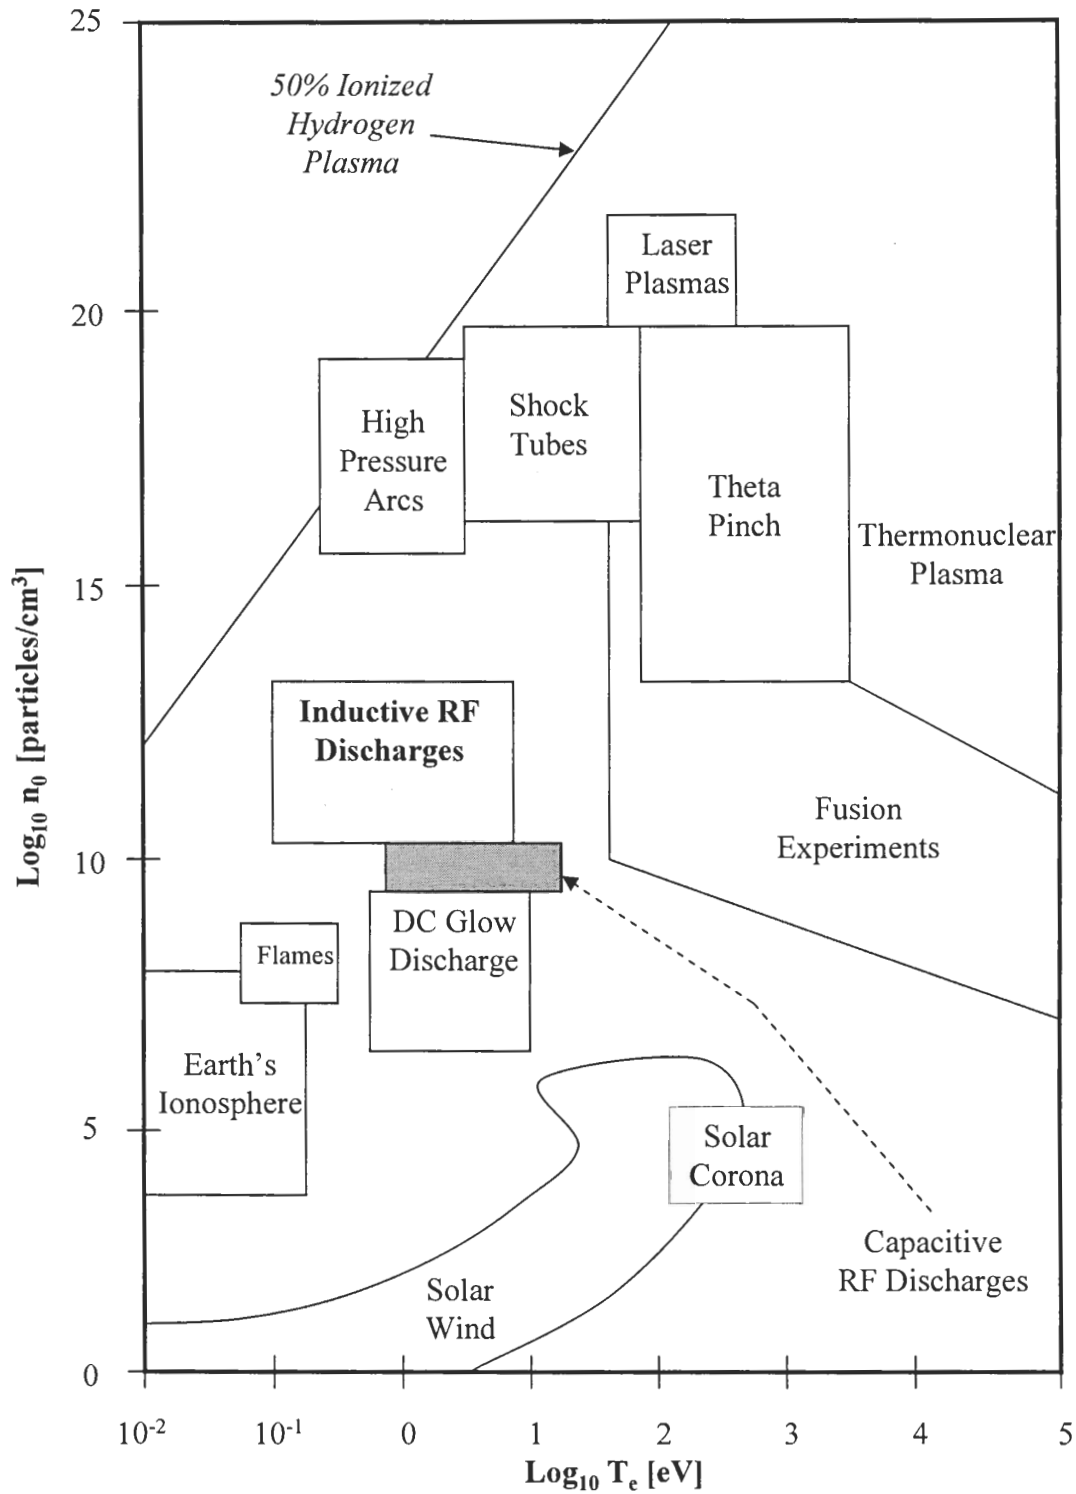 25
50% Ionized
Hydrogen
Plasma
Laser
Plasmas
20
High
Pressure
Arcs
Shock
Tubes
Theta
Pinch
Thermonuclear
Plasma
15
Inductive RF
Discharges
Fusion
Experiments
10
DC Glow
Discharge
Flames
Earth's
Ionosphere
5
Solar
Corona
Capacitive
RF Discharges
Solar
Wind
0
10⁻² 10⁻¹ 0 1 2 3 4 5
Log₁₀ Tₑ [eV]
Log₁₀ n₀ [particles/cm³]